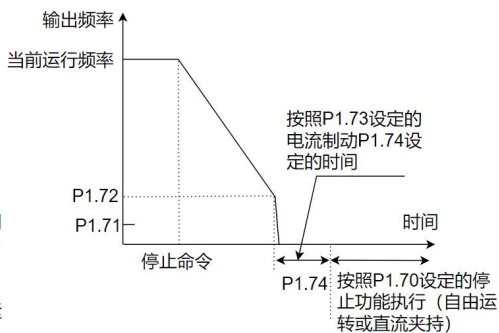 输出频率
当前运行频率
按照P1.73设定的
电流制动P1.74设
定的时间
P1.72
P1.71
时间
停止命令
P1.74
按照P1.70设定的停
止功能执行（自由运
转或直流夹持）